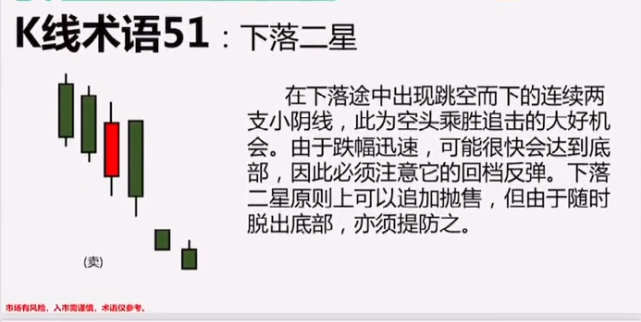 K线术语51：下落二星
在下落途中出现跳空而下的连续两
支小阴线，此为空头乘胜追击的大好机
会。由于跌幅迅速，可能很快会达到底
部，因此必须注意它的回档反弹。下落
二星原则上可以追加抛售，但由于随时
脱出底部，亦须提防之。
(卖)
市场有风险，入市需谨慎，术语仅参考。